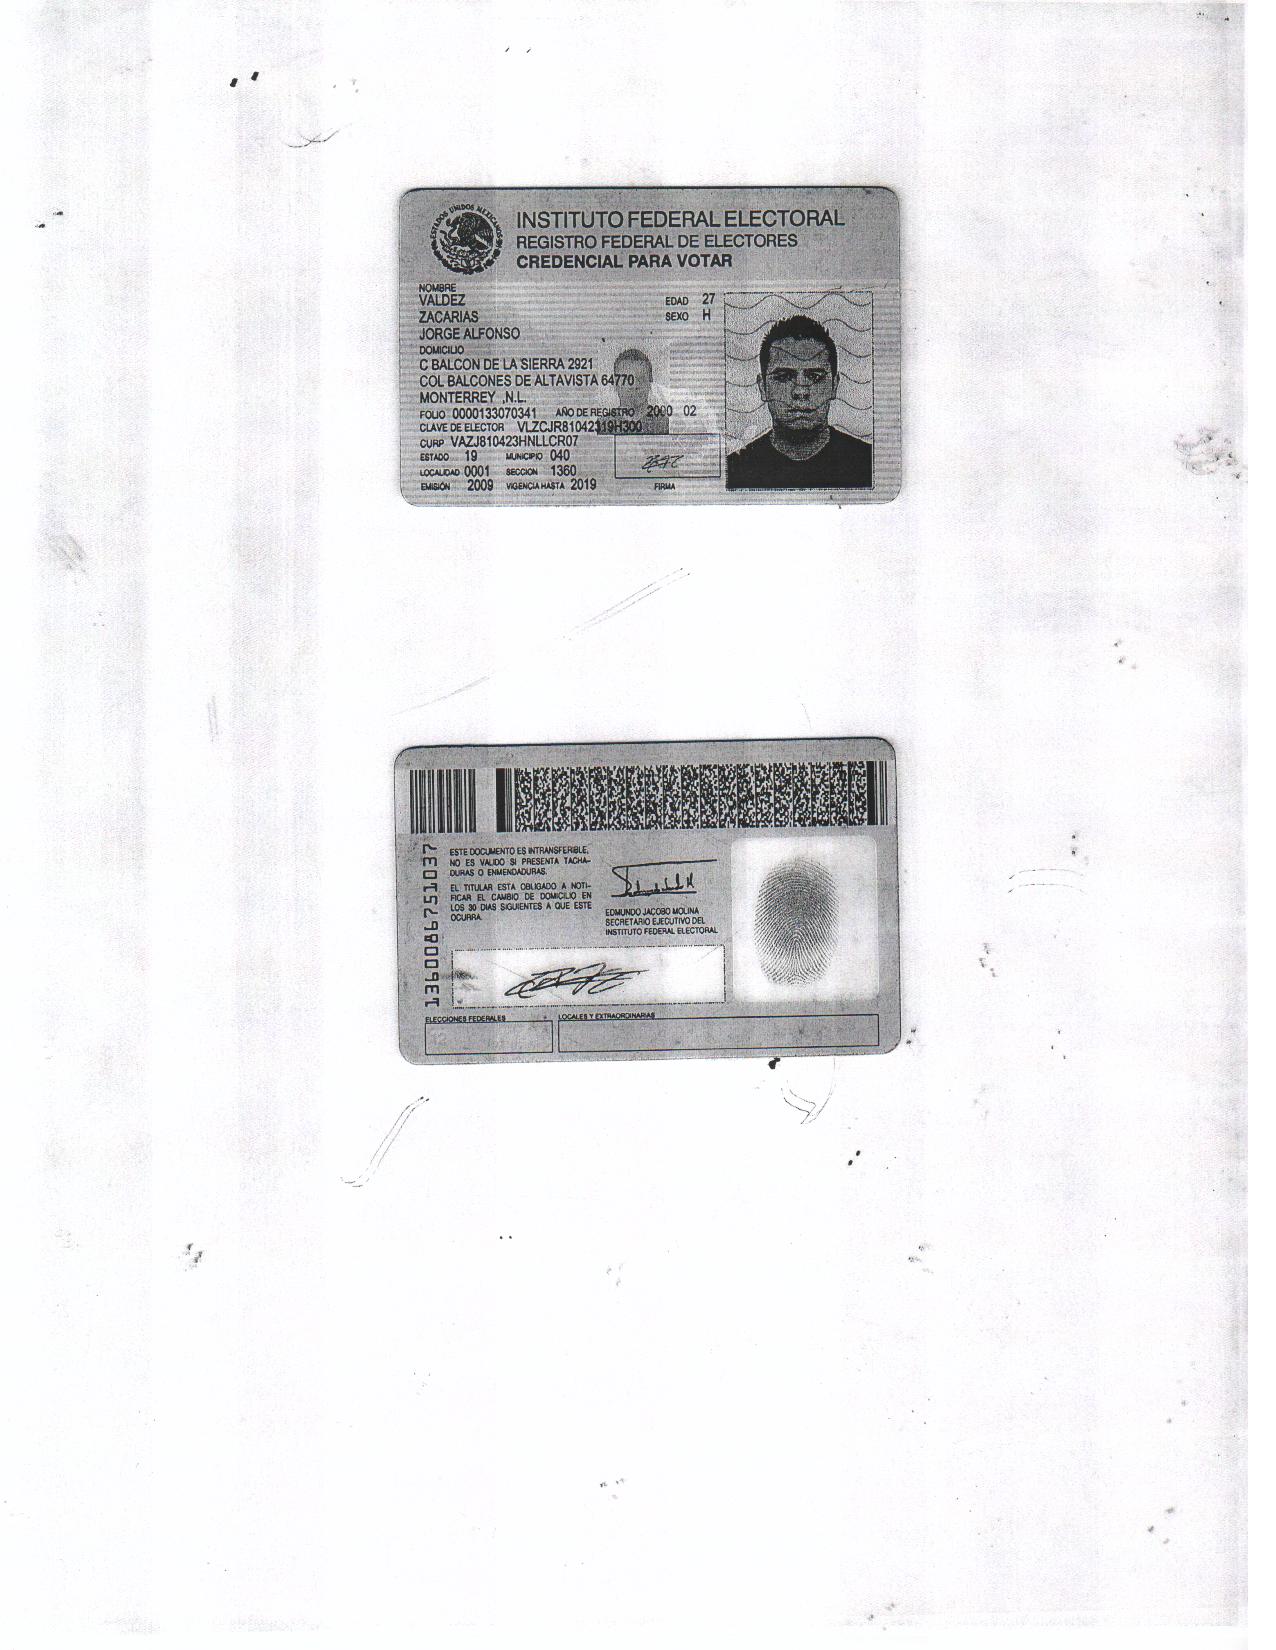 ESTADOS UNIDOS MEXICANOS
INSTITUTO FEDERAL ELECTORAL
REGISTRO FEDERAL DE ELECTORES
CREDENCIAL PARA VOTAR
NOMBRE
VALDEZ
ZACARIAS
JORGE ALFONSO
EDAD 27
SEXO H
DOMICILIO
C BALCON DE LA SIERRA 2921
COL BALCONES DE ALTAVISTA 64770
MONTERREY ,N.L.
FOLIO 0000133070341 AÑO DE REGISTRO 2000 02
CLAVE DE ELECTOR VLZCJR81042319H300
CURP VAZJ810423HNLLCR07
ESTADO 19 MUNICIPIO 040
LOCALIDAD 0001 SECCION 1360
EMISIÓN 2009 VIGENCIA HASTA 2019
FIRMA
1360086751037
ESTE DOCUMENTO ES INTRANSFERIBLE,
NO ES VALIDO SI PRESENTA TACHA-
DURAS O ENMENDADURAS.
EL TITULAR ESTA OBLIGADO A NOTI-
FICAR EL CAMBIO DE DOMICILIO EN
LOS 30 DIAS SIGUIENTES A QUE ESTE
OCURRA.
EDMUNDO JACOBO MOLINA
SECRETARIO EJECUTIVO DEL
INSTITUTO FEDERAL ELECTORAL
ELECCIONES FEDERALES
LOCALES Y EXTRAORDINARIAS
12